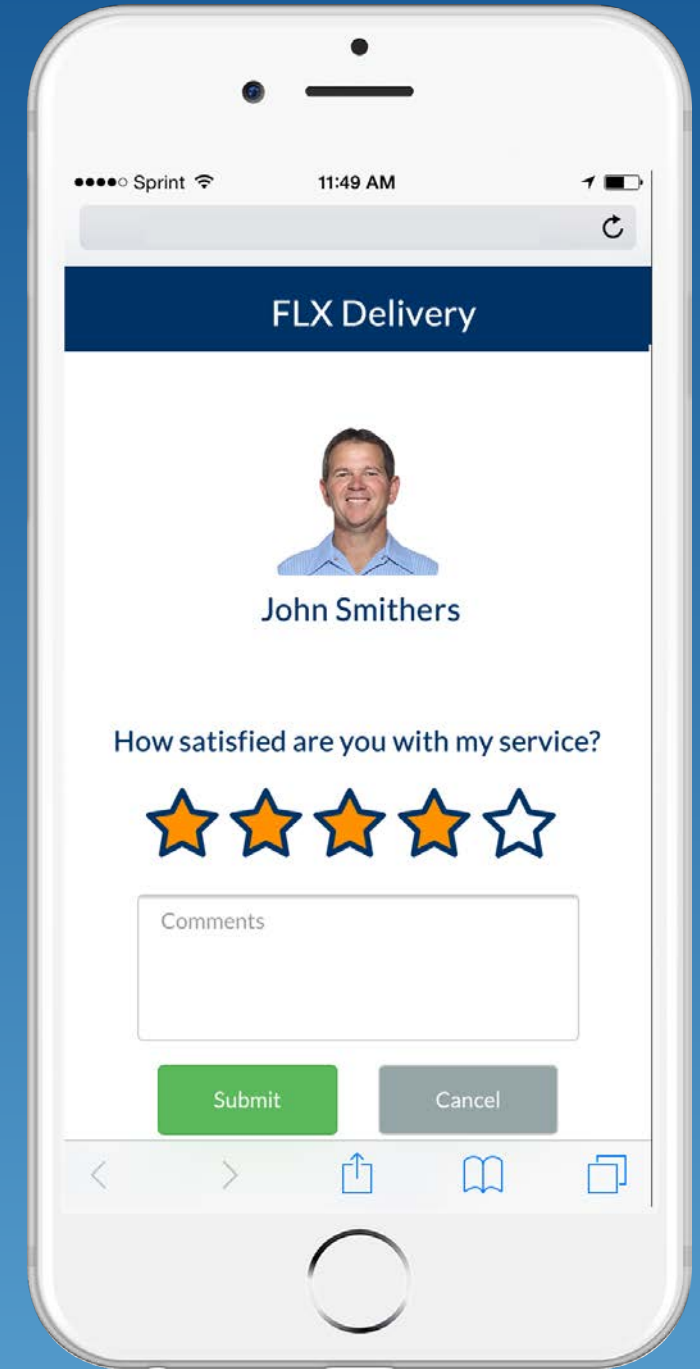 Sprint 11:49 AM
FLX Delivery
John Smithers
How satisfied are you with my service?
Comments
Submit Cancel